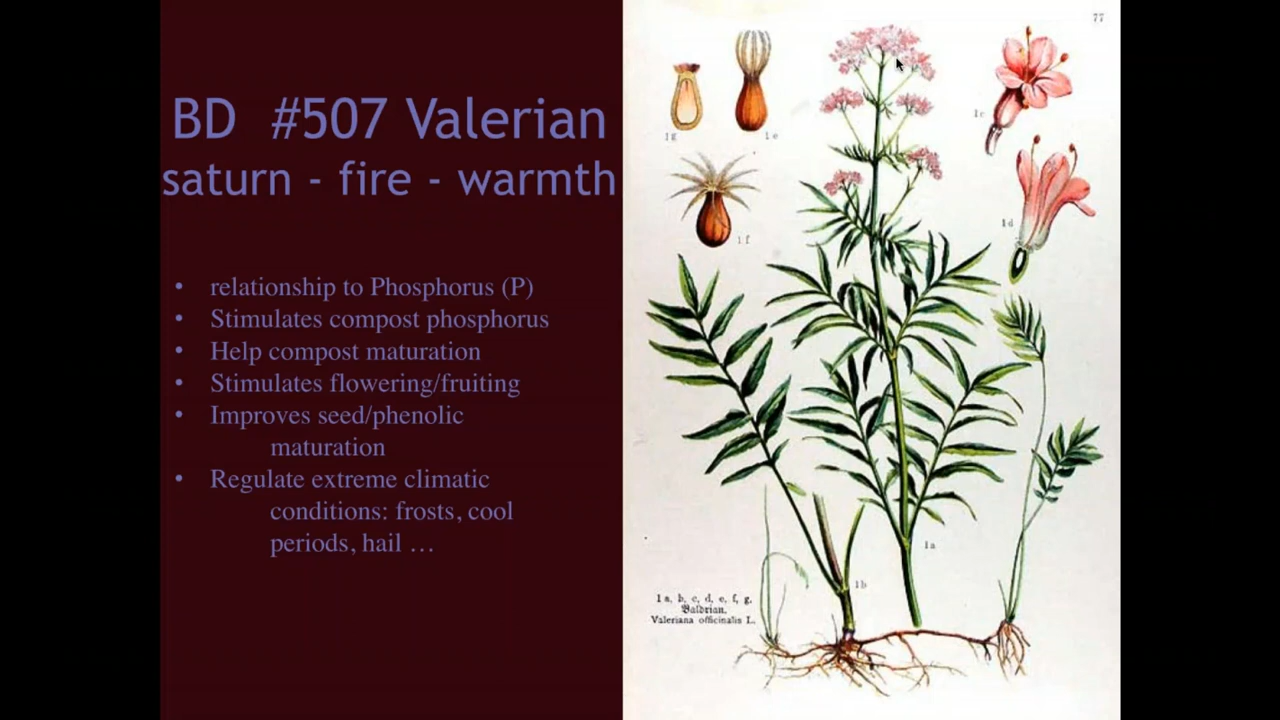 BD #507 Valerian
saturn - fire - warmth
• relationship to Phosphorus (P)
• Stimulates compost phosphorus
• Help compost maturation
• Stimulates flowering/fruiting
• Improves seed/phenolic
maturation
• Regulate extreme climatic
conditions: frosts, cool
periods, hail …
77
1g
1e
1c
1f
1d
1a
1b
1 a, b, c, d, e, f, g.
Baldrian.
Valeriana officinalis L.